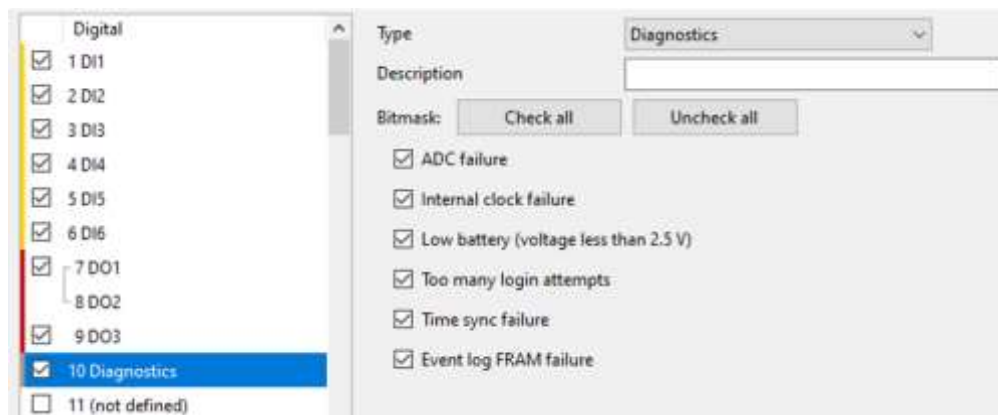 Digital
1 DI1
2 DI2
3 DI3
4 DI4
5 DI5
6 DI6
7 DO1
8 DO2
9 DO3
10 Diagnostics
11 (not defined)
Type Diagnostics
Description
Bitmask: Check all Uncheck all
ADC failure
Internal clock failure
Low battery (voltage less than 2.5 V)
Too many login attempts
Time sync failure
Event log FRAM failure